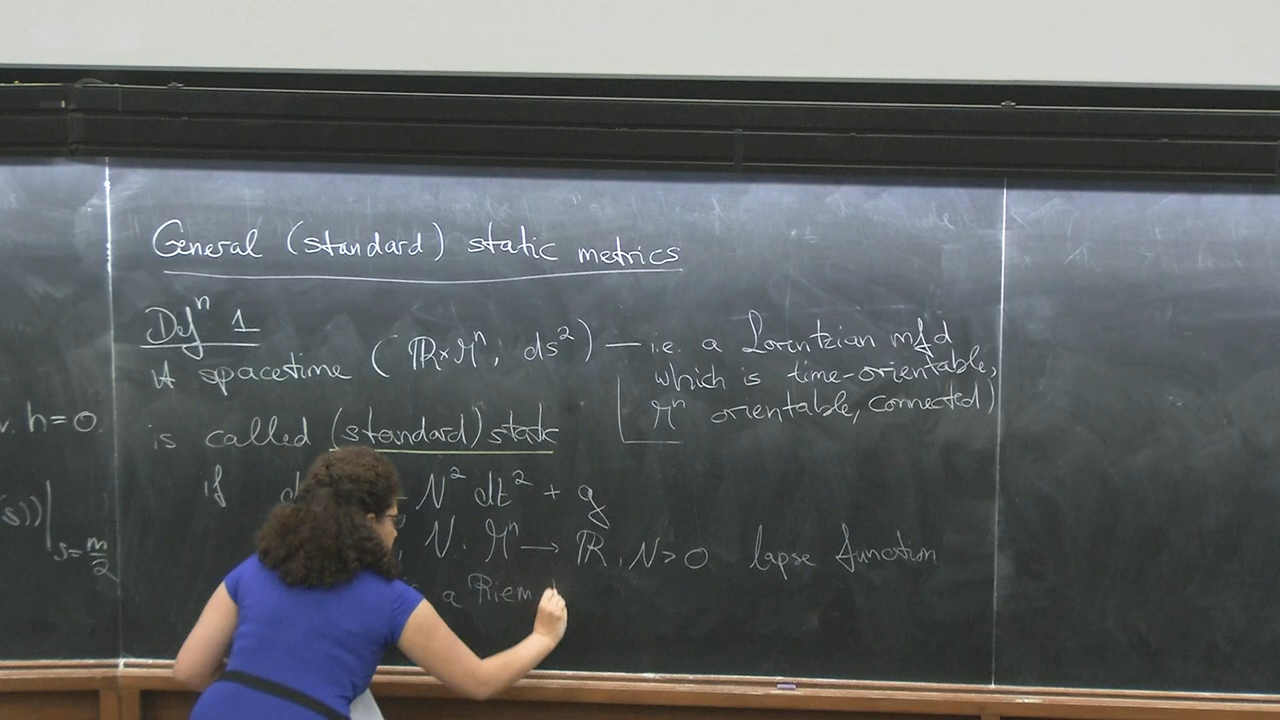 General (standard) static metrics
Defⁿ 1
A spacetime (ℝ×Mⁿ, ds²) — i.e. a Lorentzian mfd
which is time-orientable,
Mⁿ orientable, connected)
is called (standard) static
if d N² dt² + g
N: Mⁿ → ℝ, N>0 lapse function
a Riem
h=0
(s))|
s=m/2